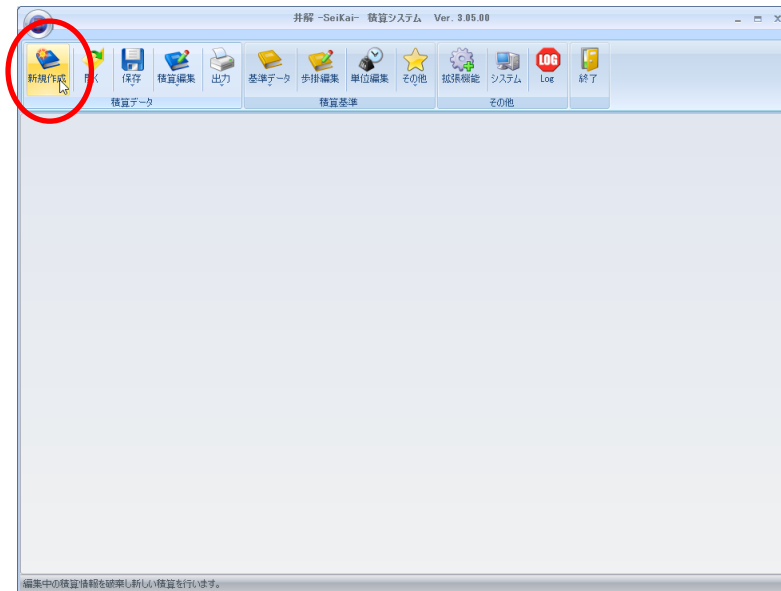 井解 -SeiKai- 積算システム Ver. 3.05.00
新規作成 開く 保存 積算編集 出力 基準データ 歩掛編集 単位編集 その他 拡張機能 システム Log 終了
LOG
積算データ 積算基準 その他
編集中の積算情報を破棄し新しい積算を行います。